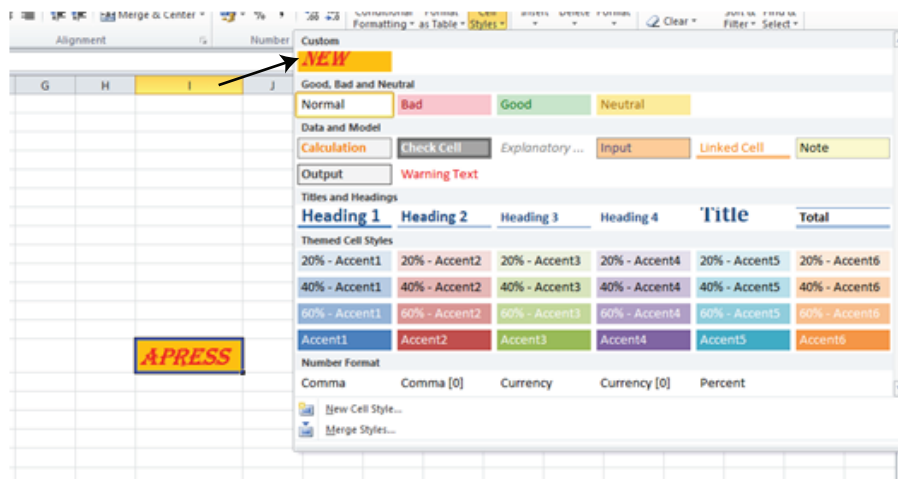 Merge & Center % , Conditional Format Cell Insert Delete Format Clear Sort & Find &
Formatting as Table Styles Filter Select
Alignment Number
Custom
NEW
G H I J
Good, Bad and Neutral
Normal Bad Good Neutral
Data and Model
Calculation Check Cell Explanatory ... Input Linked Cell Note
Output Warning Text
Titles and Headings
Heading 1 Heading 2 Heading 3 Heading 4 Title Total
Themed Cell Styles
20% - Accent1 20% - Accent2 20% - Accent3 20% - Accent4 20% - Accent5 20% - Accent6
40% - Accent1 40% - Accent2 40% - Accent3 40% - Accent4 40% - Accent5 40% - Accent6
60% - Accent1 60% - Accent2 60% - Accent3 60% - Accent4 60% - Accent5 60% - Accent6
Accent1 Accent2 Accent3 Accent4 Accent5 Accent6
APRESS
Number Format
Comma Comma [0] Currency Currency [0] Percent
New Cell Style...
Merge Styles...